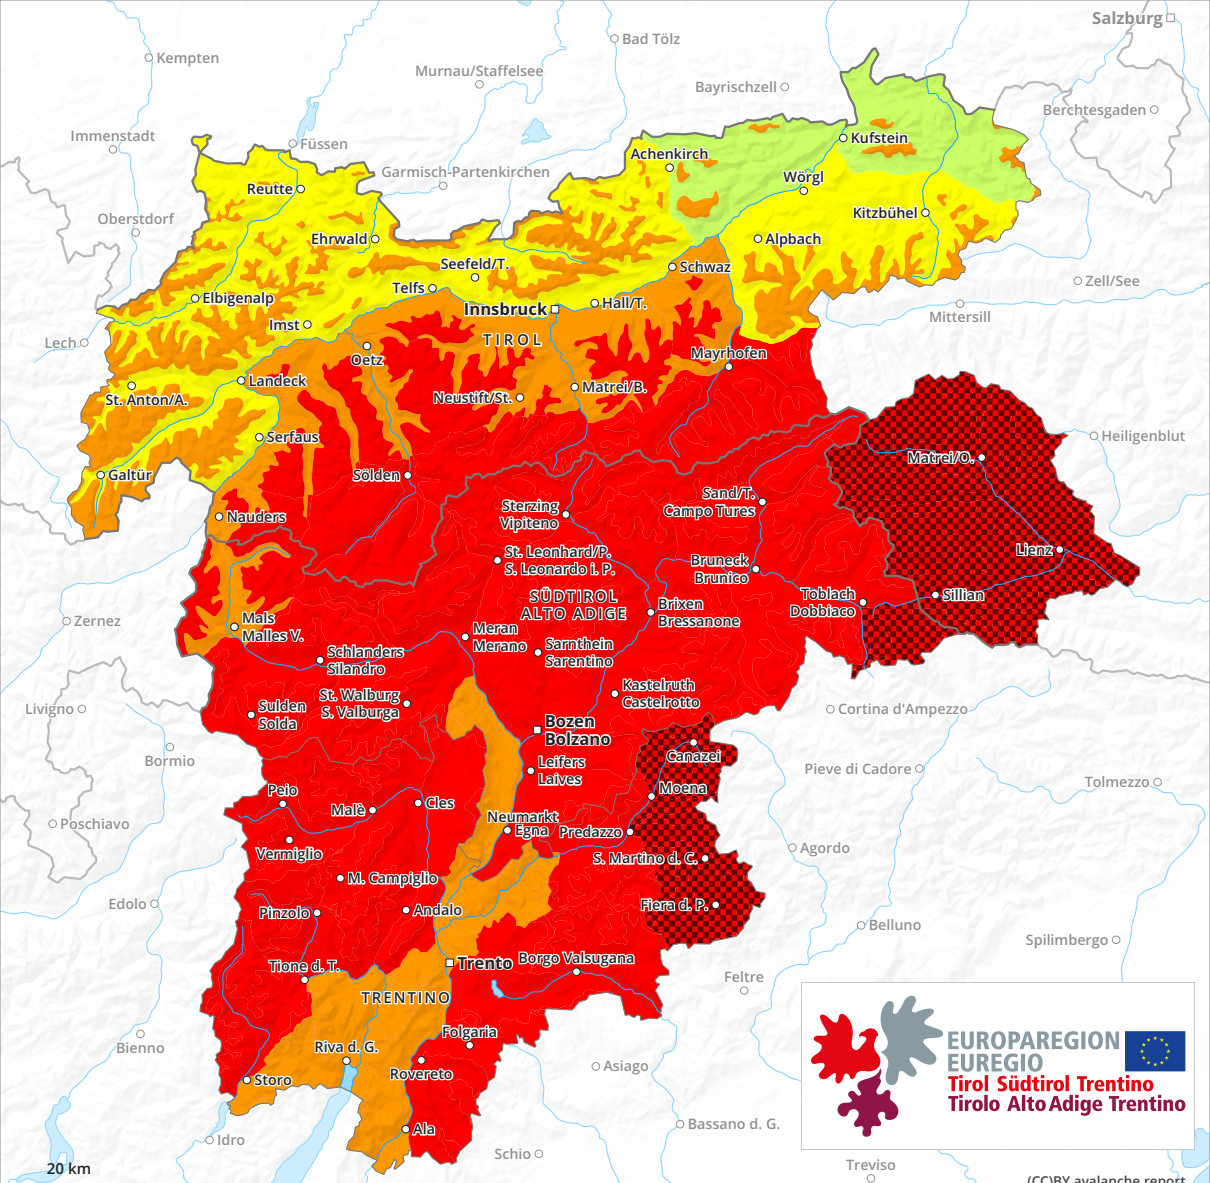 Salzburg
Bad Tölz
Kempten
Murnau/Staffelsee
Bayrischzell
Berchtesgaden
Immenstadt
Füssen
Kufstein
Achenkirch
Garmisch-Partenkirchen
Wörgl
Reutte
Oberstdorf
Kitzbühel
Ehrwald
Alpbach
Seefeld/T.
Schwaz
Zell/See
Telfs
Elbigenalp
Innsbruck
Hall/T.
Mittersill
Imst
Lech
TIROL
Oetz
Mayrhofen
Landeck
Matrei/B.
St. Anton/A.
Neustift/St.
Serfaus
Heiligenblut
Matrei/O.
Galtür
Sölden
Sand/T.
Campo Tures
Sterzing
Vipiteno
Nauders
St. Leonhard/P.
S. Leonardo i. P.
Lienz
Bruneck
Brunico
SÜDTIROL
ALTO ADIGE
Toblach
Dobbiaco
Sillian
Brixen
Bressanone
Zernez
Mals
Malles V.
Meran
Merano
Sarnthein
Sarentino
Schlanders
Silandro
Kastelruth
Castelrotto
St. Walburg
S. Valburga
Sulden
Solda
Livigno
Cortina d'Ampezzo
Bozen
Bolzano
Bormio
Canazei
Leifers
Laives
Pieve di Cadore
Tolmezzo
Peio
Moena
Malè
Cles
Neumarkt
Egna
Predazzo
Poschiavo
Vermiglio
Agordo
S. Martino d. C.
M. Campiglio
Edolo
Pinzolo
Andalo
Fiera d. P.
Belluno
Spilimbergo
Tione d. T.
Trento
Borgo Valsugana
Feltre
TRENTINO
Folgaria
Bienno
Riva d. G.
Rovereto
Asiago
Storo
EUROPAREGION
EUREGIO
Tirol Südtirol Trentino
Tirolo Alto Adige Trentino
Ala
Bassano d. G.
Idro
Schio
20 km
Treviso
(CC)BY avalanche.report